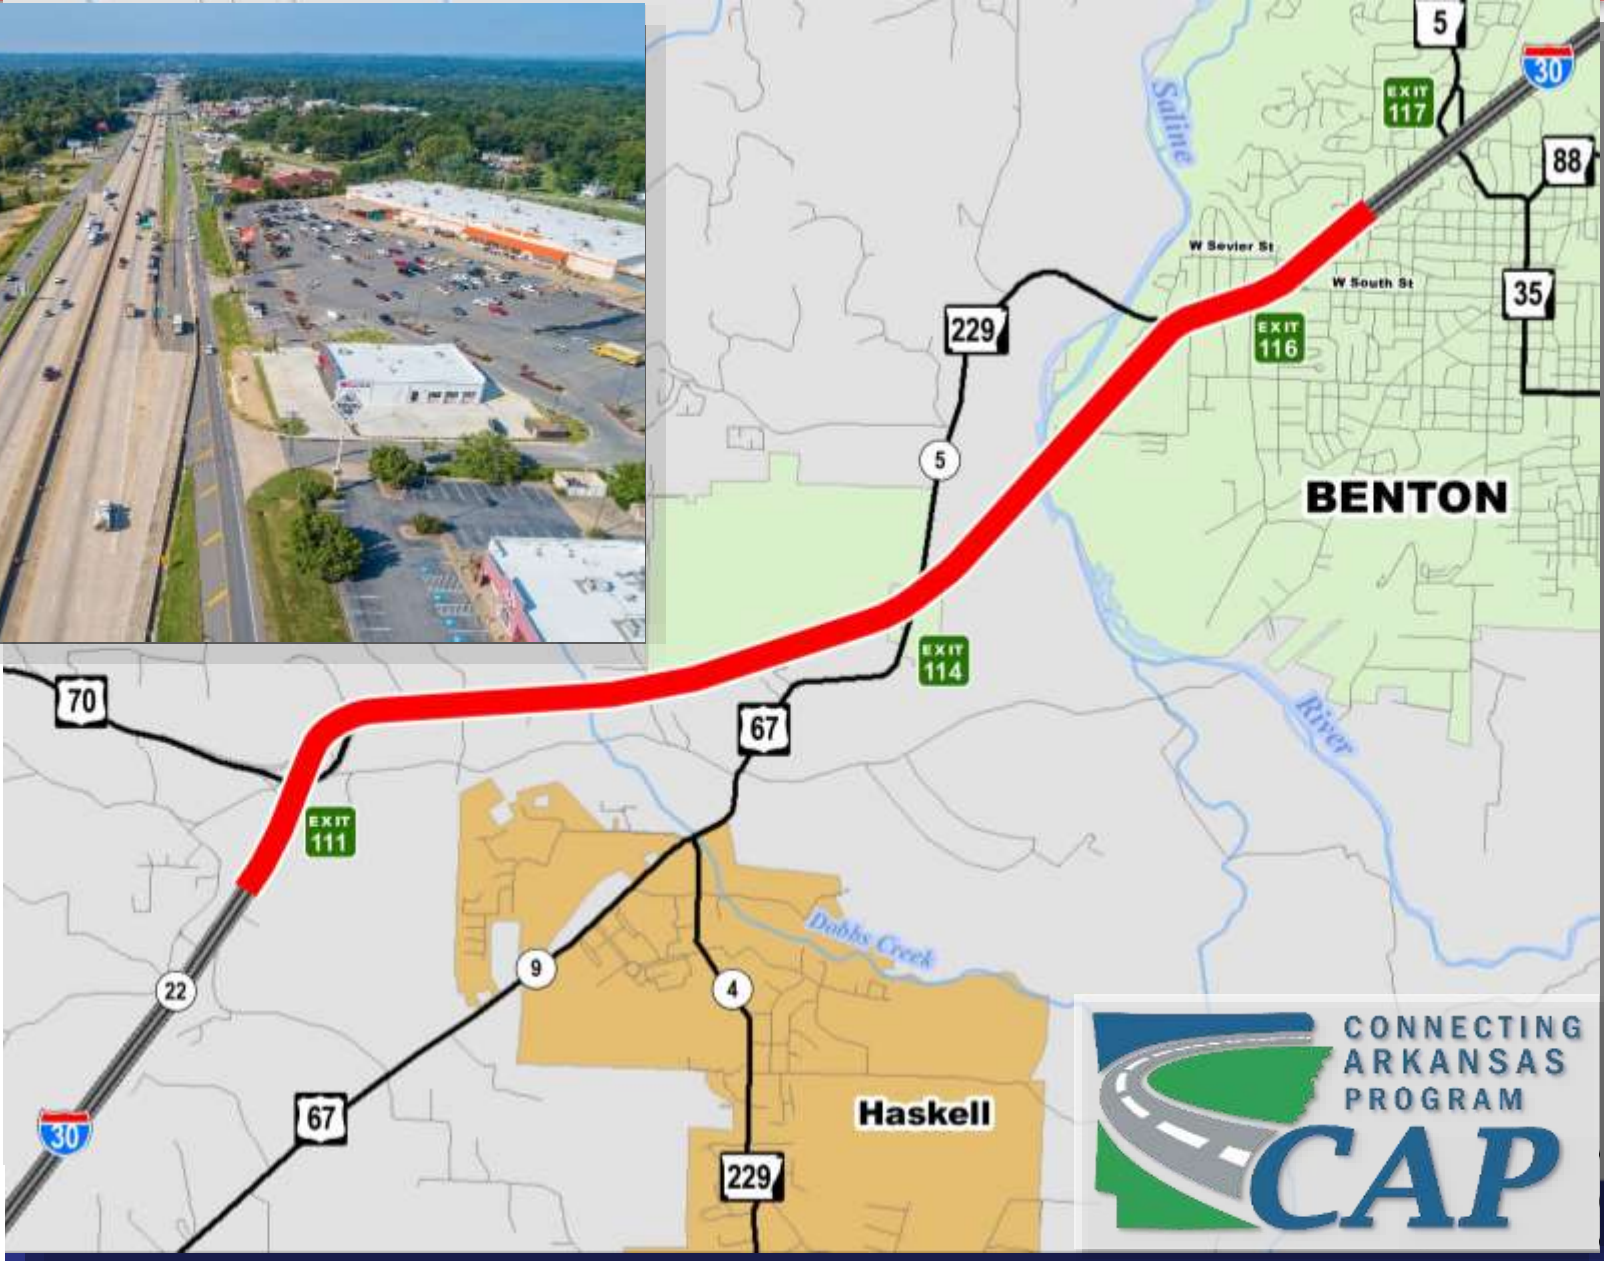 5
30
EXIT
117
88
Saline
W Sevier St
W South St
35
229
EXIT
116
5
BENTON
EXIT
114
70
67
River
EXIT
111
Dobbs Creek
9
4
22
CONNECTING
ARKANSAS
PROGRAM
CAP
Haskell
67
30
229